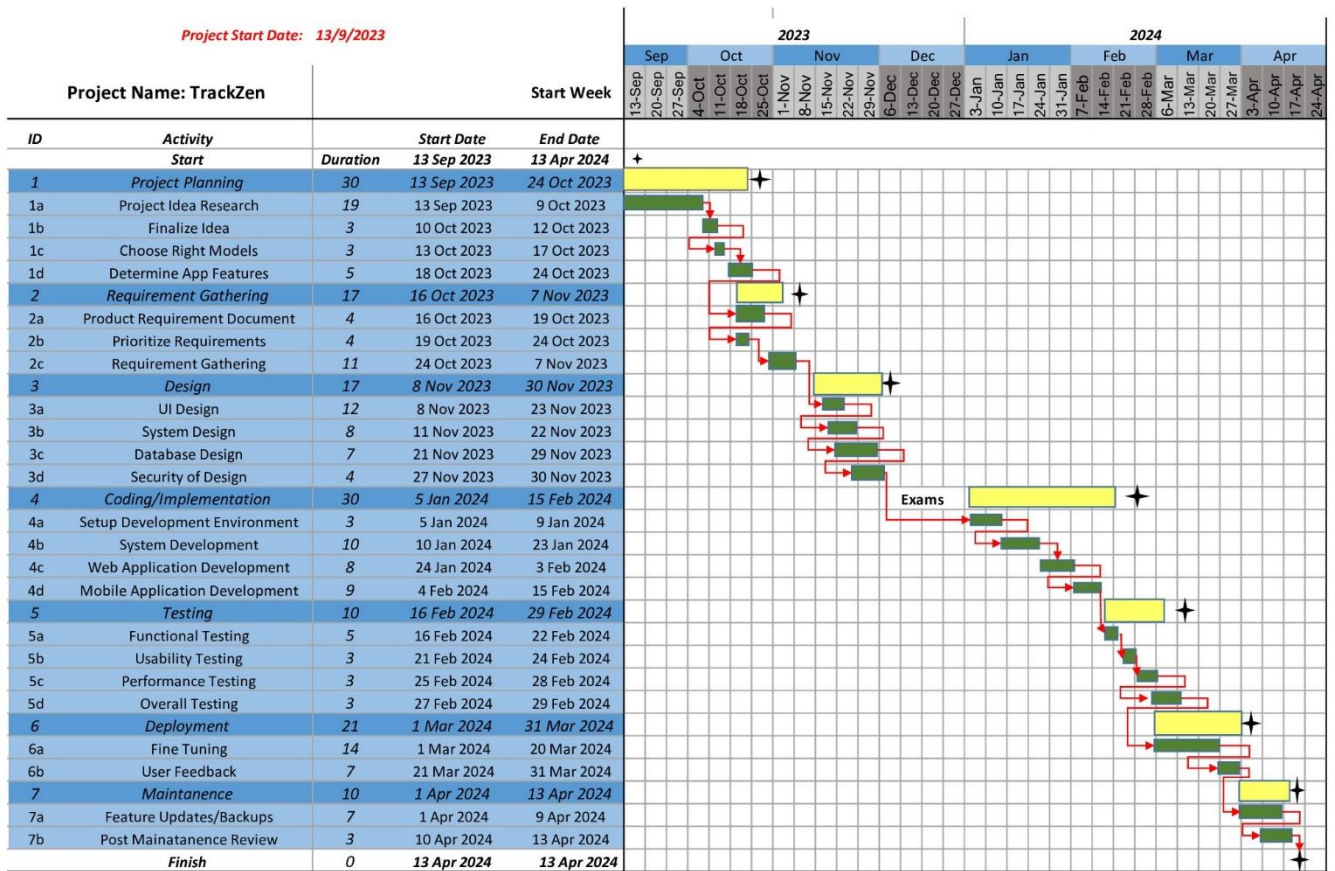 Project Start Date: 13/9/2023
2023 2024
Sep Oct Nov Dec Jan Feb Mar Apr
Project Name: TrackZen Start Week
13-Sep 20-Sep 27-Sep 4-Oct 11-Oct 18-Oct 25-Oct 1-Nov 8-Nov 15-Nov 22-Nov 29-Nov 6-Dec 13-Dec 20-Dec 27-Dec 3-Jan 10-Jan 17-Jan 24-Jan 31-Jan 7-Feb 14-Feb 21-Feb 28-Feb 6-Mar 13-Mar 20-Mar 27-Mar 3-Apr 10-Apr 17-Apr 24-Apr
ID Activity Start Date End Date
Start Duration 13 Sep 2023 13 Apr 2024
1 Project Planning 30 13 Sep 2023 24 Oct 2023
1a Project Idea Research 19 13 Sep 2023 9 Oct 2023
1b Finalize Idea 3 10 Oct 2023 12 Oct 2023
1c Choose Right Models 3 13 Oct 2023 17 Oct 2023
1d Determine App Features 5 18 Oct 2023 24 Oct 2023
2 Requirement Gathering 17 16 Oct 2023 7 Nov 2023
2a Product Requirement Document 4 16 Oct 2023 19 Oct 2023
2b Prioritize Requirements 4 19 Oct 2023 24 Oct 2023
2c Requirement Gathering 11 24 Oct 2023 7 Nov 2023
3 Design 17 8 Nov 2023 30 Nov 2023
3a UI Design 12 8 Nov 2023 23 Nov 2023
3b System Design 8 11 Nov 2023 22 Nov 2023
3c Database Design 7 21 Nov 2023 29 Nov 2023
3d Security of Design 4 27 Nov 2023 30 Nov 2023
4 Coding/Implementation 30 5 Jan 2024 15 Feb 2024 Exams
4a Setup Development Environment 3 5 Jan 2024 9 Jan 2024
4b System Development 10 10 Jan 2024 23 Jan 2024
4c Web Application Development 8 24 Jan 2024 3 Feb 2024
4d Mobile Application Development 9 4 Feb 2024 15 Feb 2024
5 Testing 10 16 Feb 2024 29 Feb 2024
5a Functional Testing 5 16 Feb 2024 22 Feb 2024
5b Usability Testing 3 21 Feb 2024 24 Feb 2024
5c Performance Testing 3 25 Feb 2024 28 Feb 2024
5d Overall Testing 3 27 Feb 2024 29 Feb 2024
6 Deployment 21 1 Mar 2024 31 Mar 2024
6a Fine Tuning 14 1 Mar 2024 20 Mar 2024
6b User Feedback 7 21 Mar 2024 31 Mar 2024
7 Maintanence 10 1 Apr 2024 13 Apr 2024
7a Feature Updates/Backups 7 1 Apr 2024 9 Apr 2024
7b Post Mainatanence Review 3 10 Apr 2024 13 Apr 2024
Finish 0 13 Apr 2024 13 Apr 2024